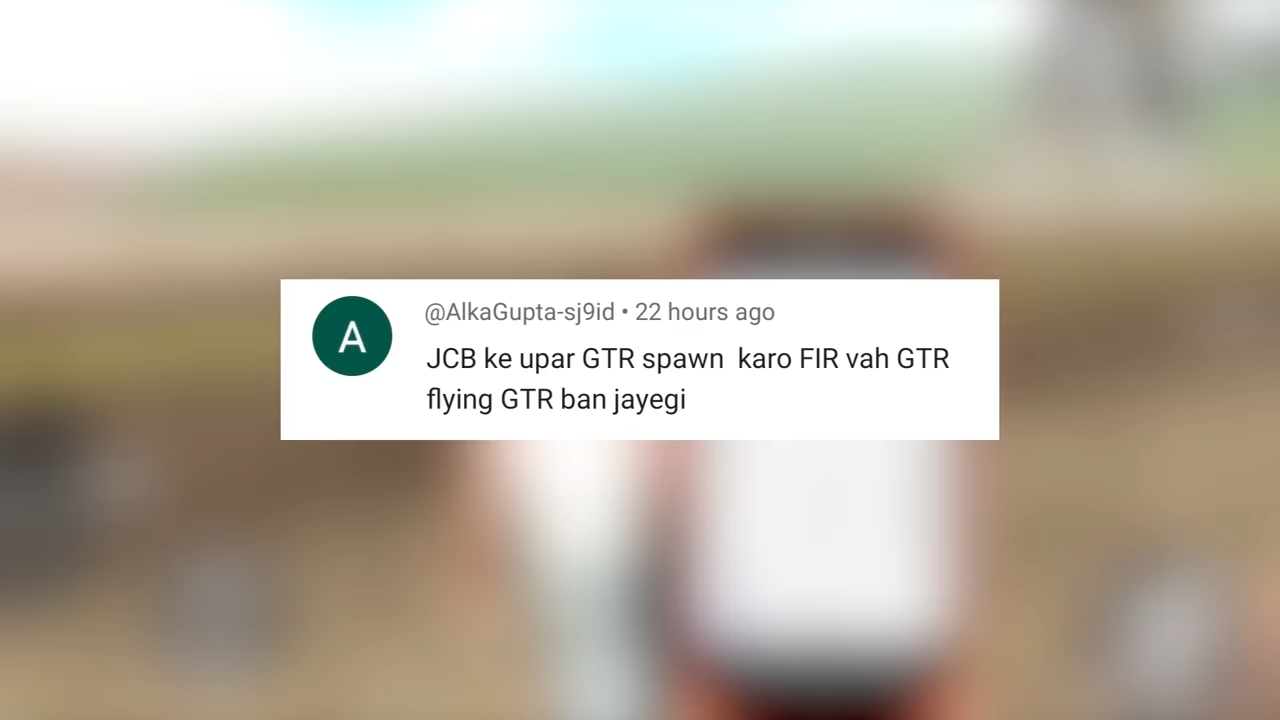 @AlkaGupta-sj9id • 22 hours ago
A
JCB ke upar GTR spawn  karo FIR vah GTR
flying GTR ban jayegi